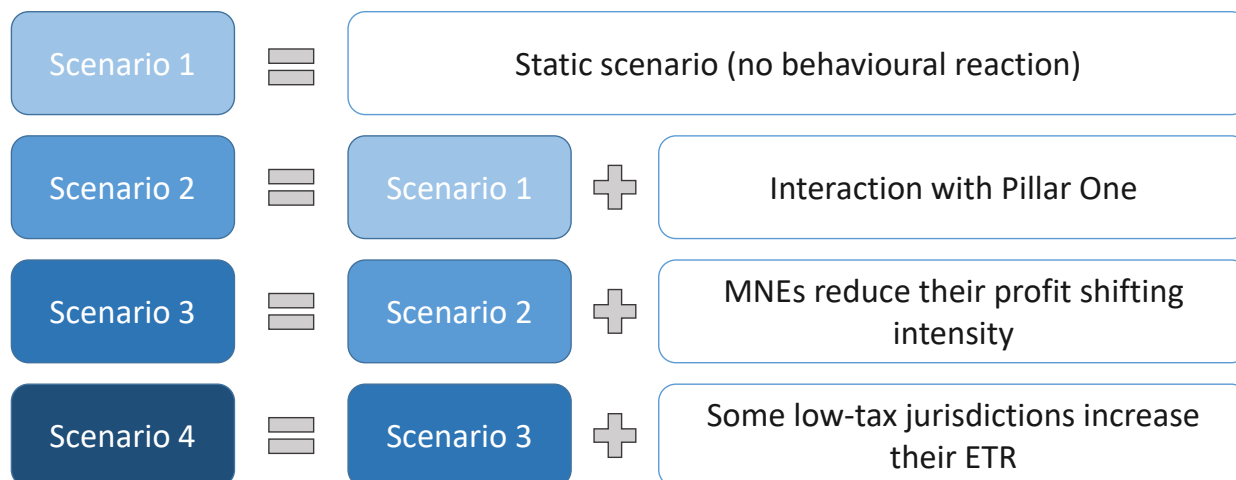 Scenario 1
Static scenario (no behavioural reaction)
Scenario 2
Scenario 1
Interaction with Pillar One
Scenario 3
Scenario 2
MNEs reduce their profit shifting
intensity
Scenario 4
Scenario 3
Some low-tax jurisdictions increase
their ETR